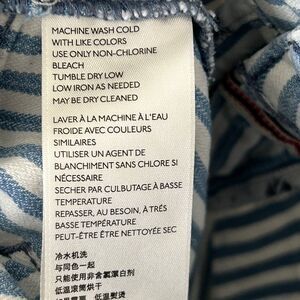 MACHINE WASH COLD
WITH LIKE COLORS
USE ONLY NON-CHLORINE
BLEACH
TUMBLE DRY LOW
LOW IRON AS NEEDED
MAY BE DRY CLEANED
LAVER À LA MACHINE À L'EAU
FROIDE AVEC COULEURS
SIMILAIRES
UTILISER UN AGENT DE
BLANCHIMENT SANS CHLORE SI
NÉCESSAIRE
SECHER PAR CULBUTAGE À BASSE
TEMPERATURE
REPASSER, AU BESOIN, À TRÉS
BASSE TEMPÉRATURE
PEUT-ÊTRE ÊTRE NETTOYÉE SEC
冷水机洗
与同色一起
只能使用非含氯漂白剂
低温滚筒烘干